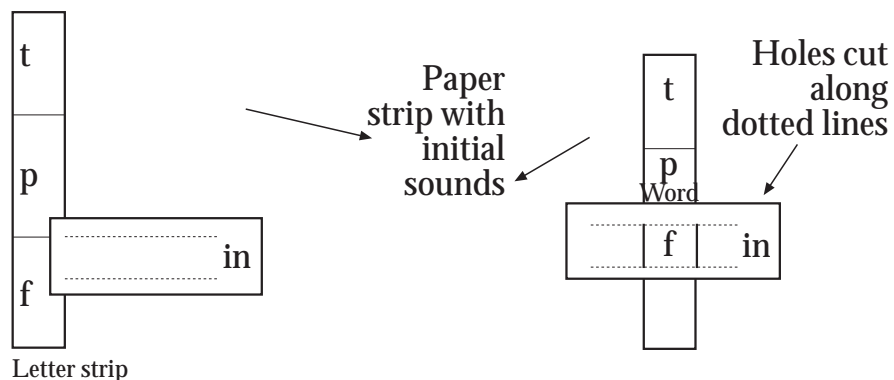 t
p
f
in
Letter strip
Paper
strip with
initial
sounds
t
p
Word
f
in
Holes cut
along
dotted lines